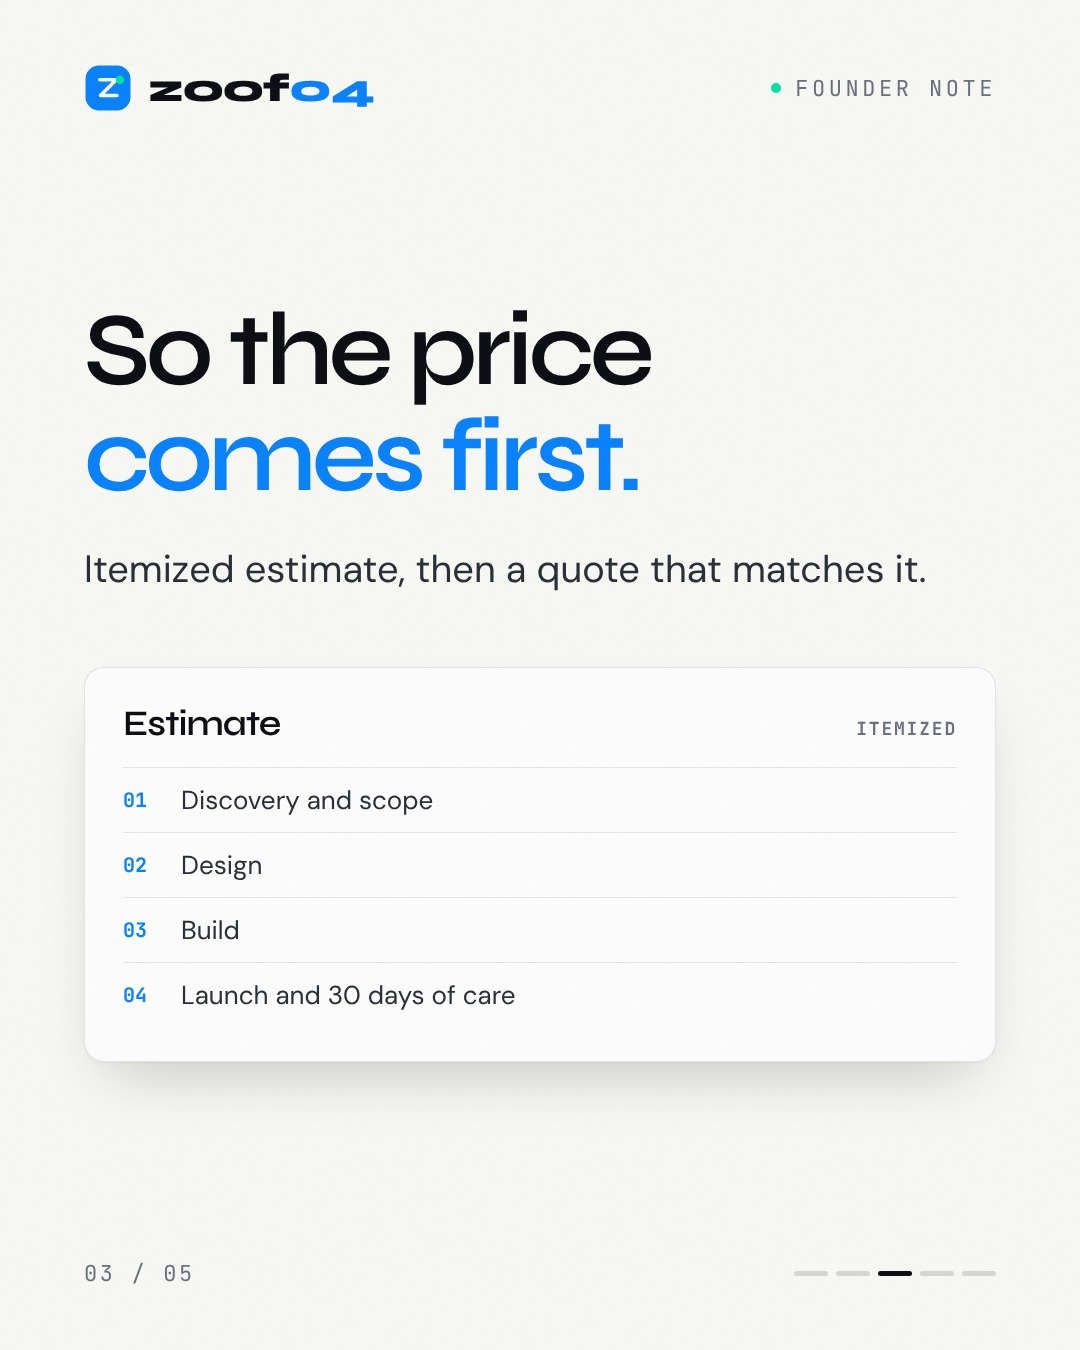 Z zoof04
FOUNDER NOTE
So the price
comes first.
Itemized estimate, then a quote that matches it.
Estimate
ITEMIZED
01 Discovery and scope
02 Design
03 Build
04 Launch and 30 days of care
03 / 05